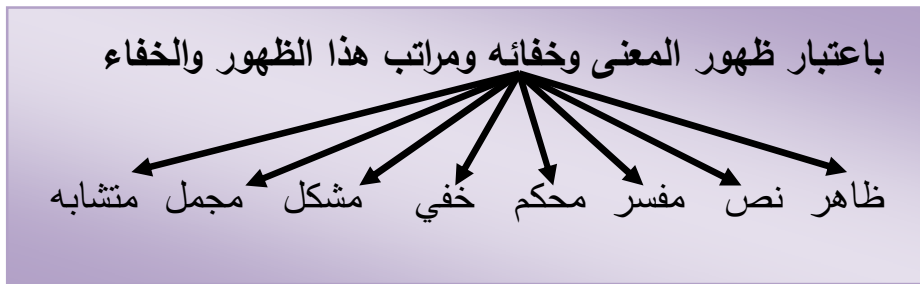 باعتبار ظهور المعنى وخفائه ومراتب هذا الظهور والخفاء
ظاهر نص مفسر محكم خفي مشكل مجمل متشابه